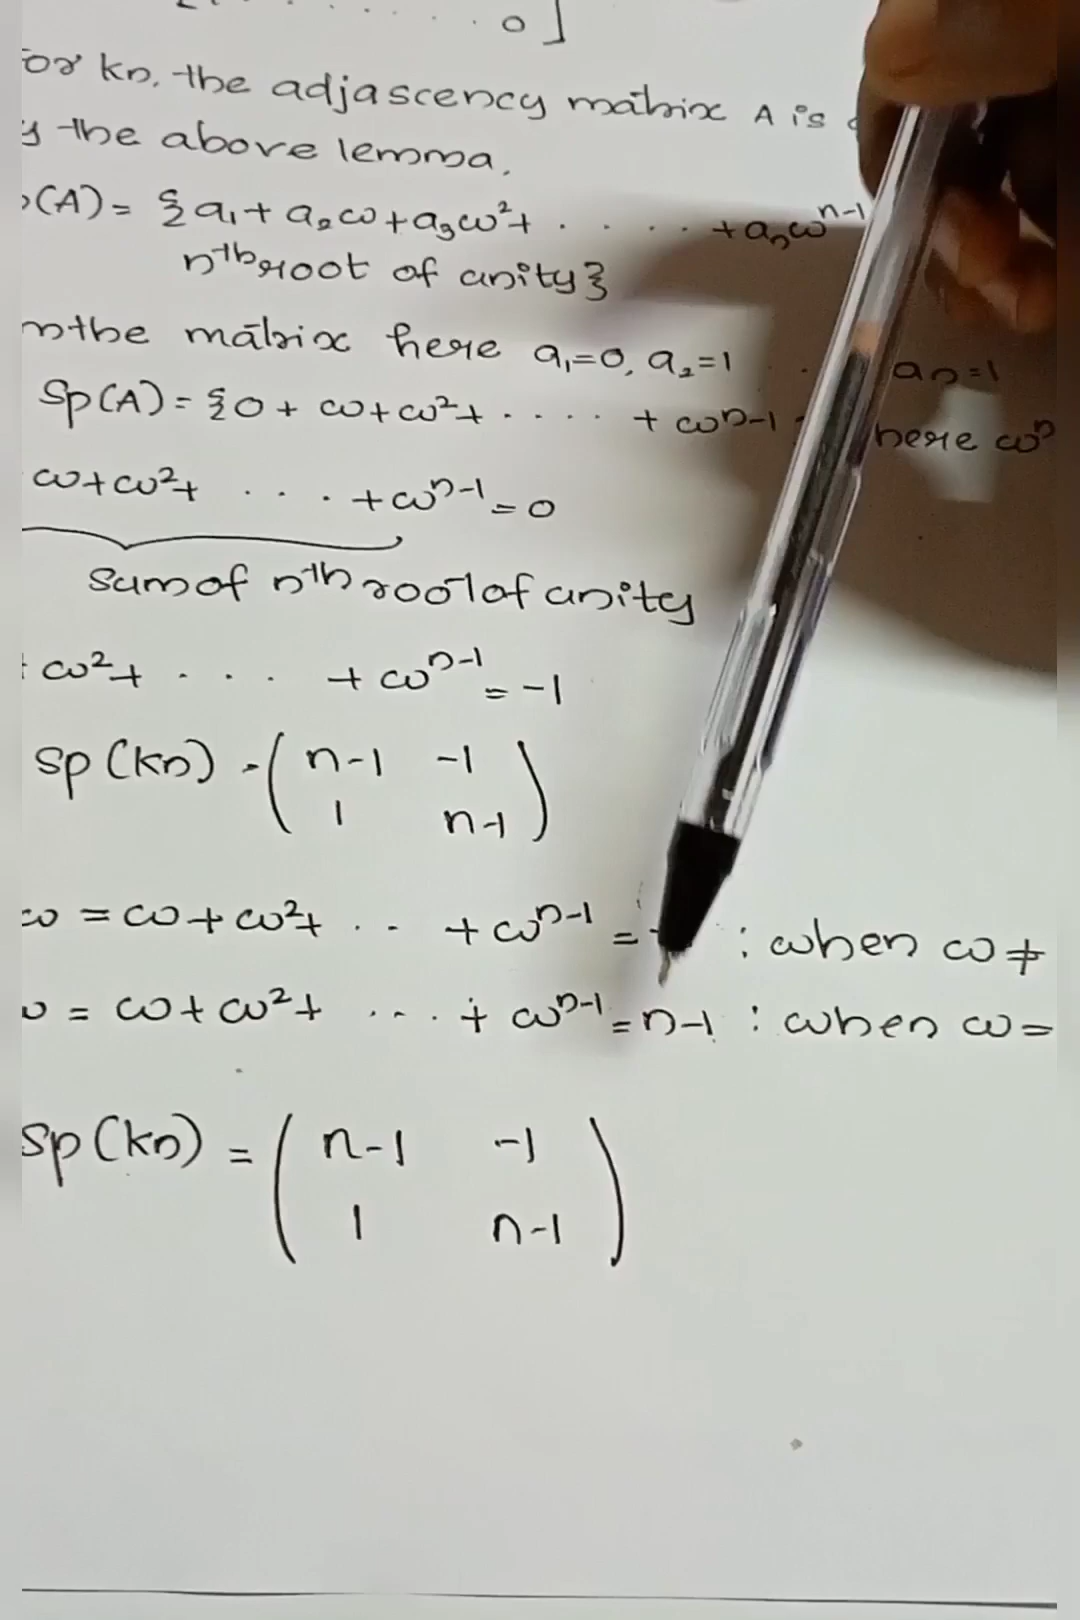 . . . . . . 0 ]
For kn. the adjascency matrix A is
y the above lemma.
(A) = {a₁ + a₂ω + a₃ω² + . . . . . + aₙωⁿ⁻¹
nth root of unity}
the matrix here a₁=0, a₂=1 . . aₙ=1
Sp(A) = {0 + ω + ω² + . . . . + ωⁿ⁻¹ here ωⁿ
ω + ω² + . . . . + ωⁿ⁻¹ = 0
sum of nth root of unity
+ ω² + . . . + ωⁿ⁻¹ = -1
Sp (kn) = ( n-1 -1
1 n-1 )
ω = ω + ω² + . . + ωⁿ⁻¹ = : when ω ≠
ω = ω + ω² + . . . . + ωⁿ⁻¹ = n-1 : when ω =
Sp (kn) = ( n-1 -1
1 n-1 )